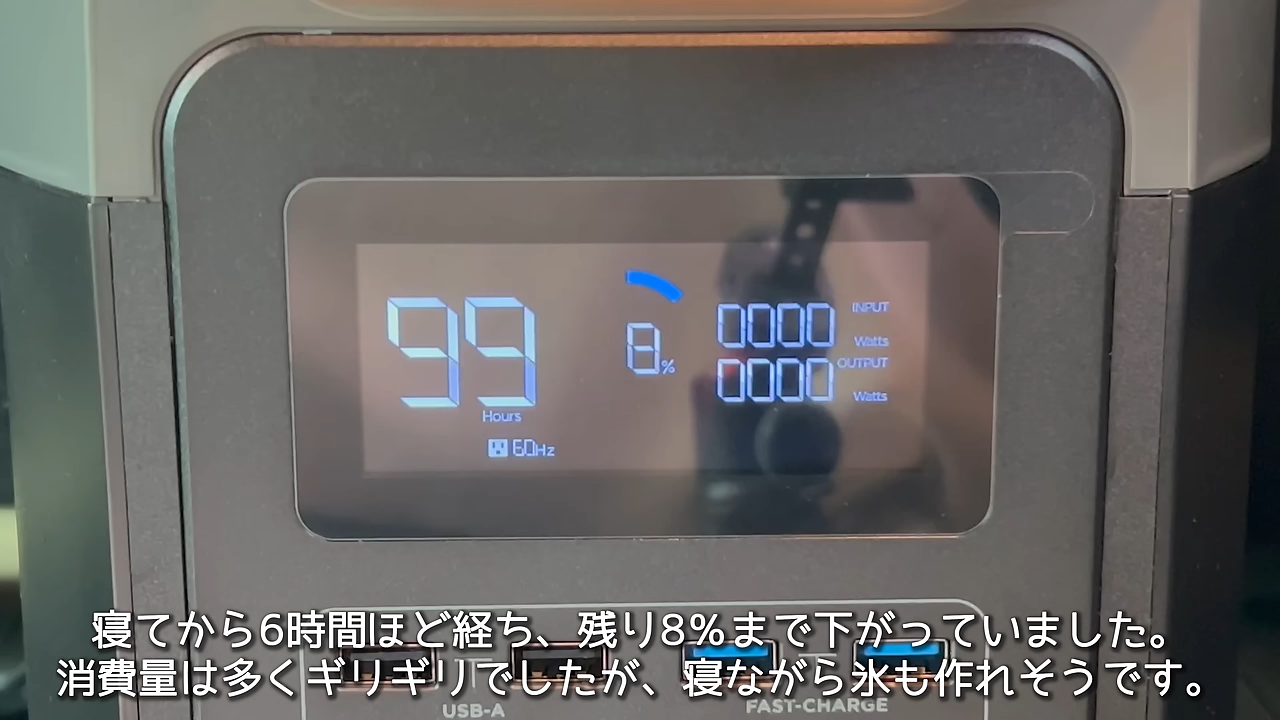 99
Hours
60Hz
8%
0000 INPUT
Watts
0000 OUTPUT
Watts
寝てから6時間ほど経ち、残り8%まで下がっていました。
消費量は多くギリギリでしたが、寝ながら氷も作れそうです。
USB-A
FAST-CHARGE